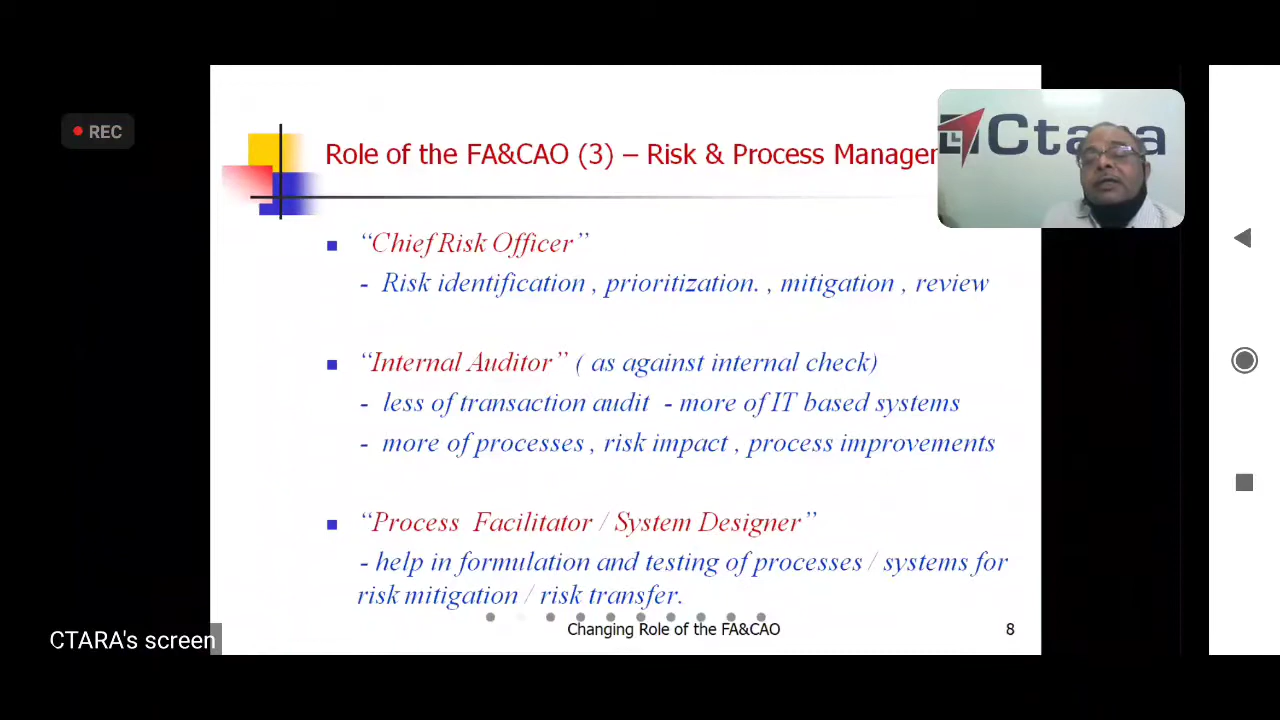 REC
Ctara
Role of the FA&CAO (3) – Risk & Process Manager
“Chief Risk Officer”
- Risk identification , prioritization. , mitigation , review
“Internal Auditor” ( as against internal check)
- less of transaction audit - more of IT based systems
- more of processes , risk impact , process improvements
“Process Facilitator / System Designer”
- help in formulation and testing of processes / systems for
risk mitigation / risk transfer.
Changing Role of the FA&CAO 8
CTARA's screen